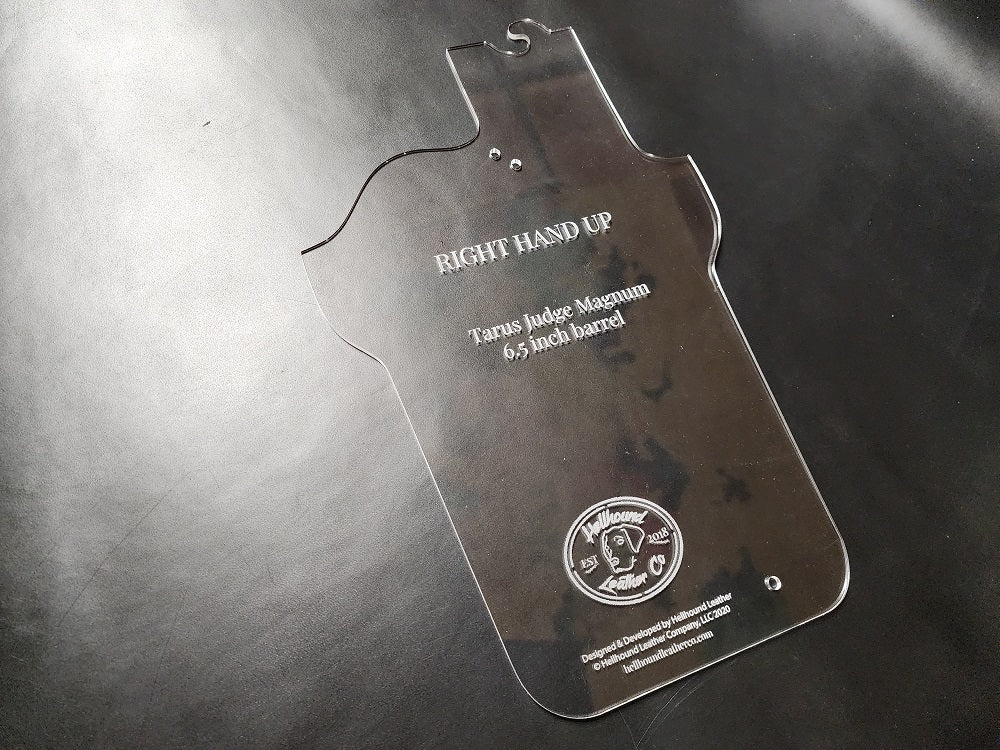 RIGHT HAND UP
Tarus Judge Magnum
6.5 inch barrel
Hellhound
EST 2018
Leather Co
Designed & Developed by Hellhound Leather
© Hellhound Leather Company, LLC 2020
hellhoundleatherco.com